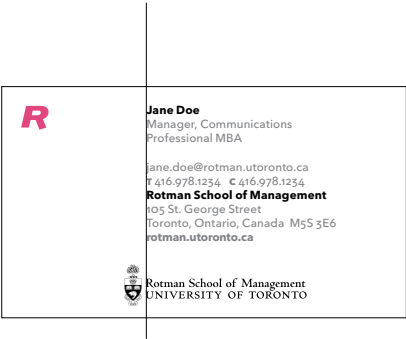 R
Jane Doe
Manager, Communications
Professional MBA
jane.doe@rotman.utoronto.ca
T 416.978.1234 C 416.978.1234
Rotman School of Management
105 St. George Street
Toronto, Ontario, Canada M5S 3E6
rotman.utoronto.ca
Rotman School of Management
UNIVERSITY OF TORONTO